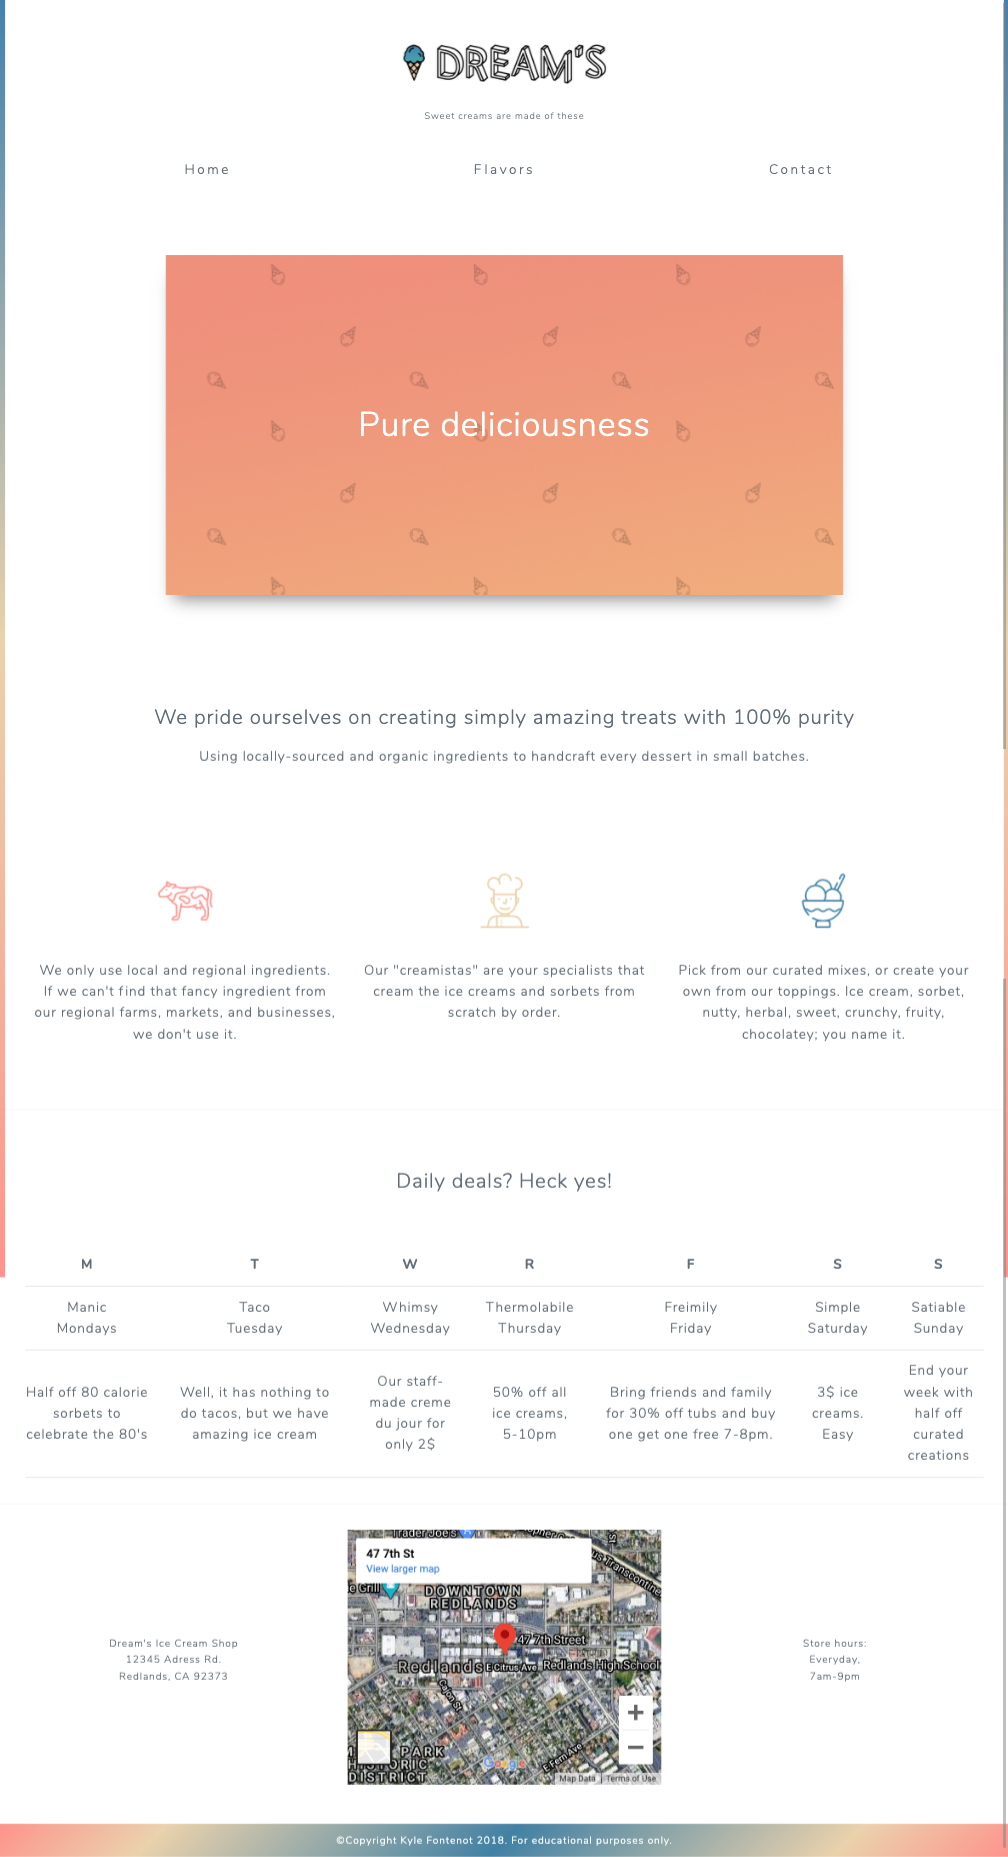 DREAM'S
Sweet creams are made of these
Home
Flavors
Contact
Pure deliciousness
We pride ourselves on creating simply amazing treats with 100% purity
Using locally-sourced and organic ingredients to handcraft every dessert in small batches.
We only use local and regional ingredients.
If we can't find that fancy ingredient from
our regional farms, markets, and businesses,
we don't use it.
Our "creamistas" are your specialists that
cream the ice creams and sorbets from
scratch by order.
Pick from our curated mixes, or create your
own from our toppings. Ice cream, sorbet,
nutty, herbal, sweet, crunchy, fruity,
chocolatey; you name it.
Daily deals? Heck yes!
M T W R F S S
Manic
Mondays
Taco
Tuesday
Whimsy
Wednesday
Thermolabile
Thursday
Freimily
Friday
Simple
Saturday
Satiable
Sunday
Half off 80 calorie
sorbets to
celebrate the 80's
Well, it has nothing to
do tacos, but we have
amazing ice cream
Our staff-
made creme
du jour for
only 2$
50% off all
ice creams,
5-10pm
Bring friends and family
for 30% off tubs and buy
one get one free 7-8pm.
3$ ice
creams.
Easy
End your
week with
half off
curated
creations
Dream's Ice Cream Shop
12345 Adress Rd.
Redlands, CA 92373
Trader Joe's
47 7th St
View larger map
e Grill
DOWNTOWN
REDLANDS
St
us Transcontine
47 7th Street
Redlands
E Citrus Ave
Redlands High School
Cajon St
E Fern Ave
PARK
HISTORIC
DISTRICT
Google
+
−
Map Data
Terms of Use
Store hours:
Everyday,
7am-9pm
©Copyright Kyle Fontenot 2018. For educational purposes only.